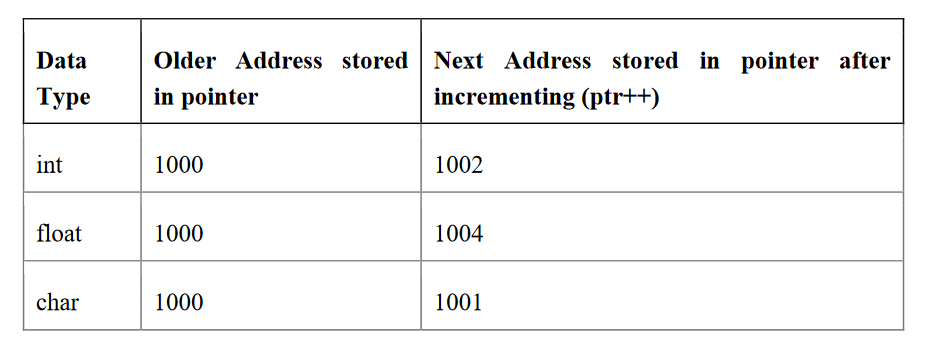 Data Type | Older Address stored in pointer | Next Address stored in pointer after incrementing (ptr++)
int | 1000 | 1002
float | 1000 | 1004
char | 1000 | 1001